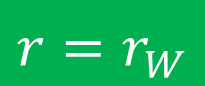 r = r_W